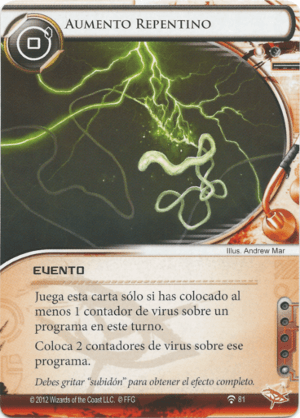 AUMENTO REPENTINO
0
Illus. Andrew Mar
EVENTO
Juega esta carta sólo si has colocado al
menos 1 contador de virus sobre un
programa en este turno.
Coloca 2 contadores de virus sobre ese
programa.
Debes gritar “subidón” para obtener el efecto completo.
©2012 Wizards of the Coast LLC. © FFG 81